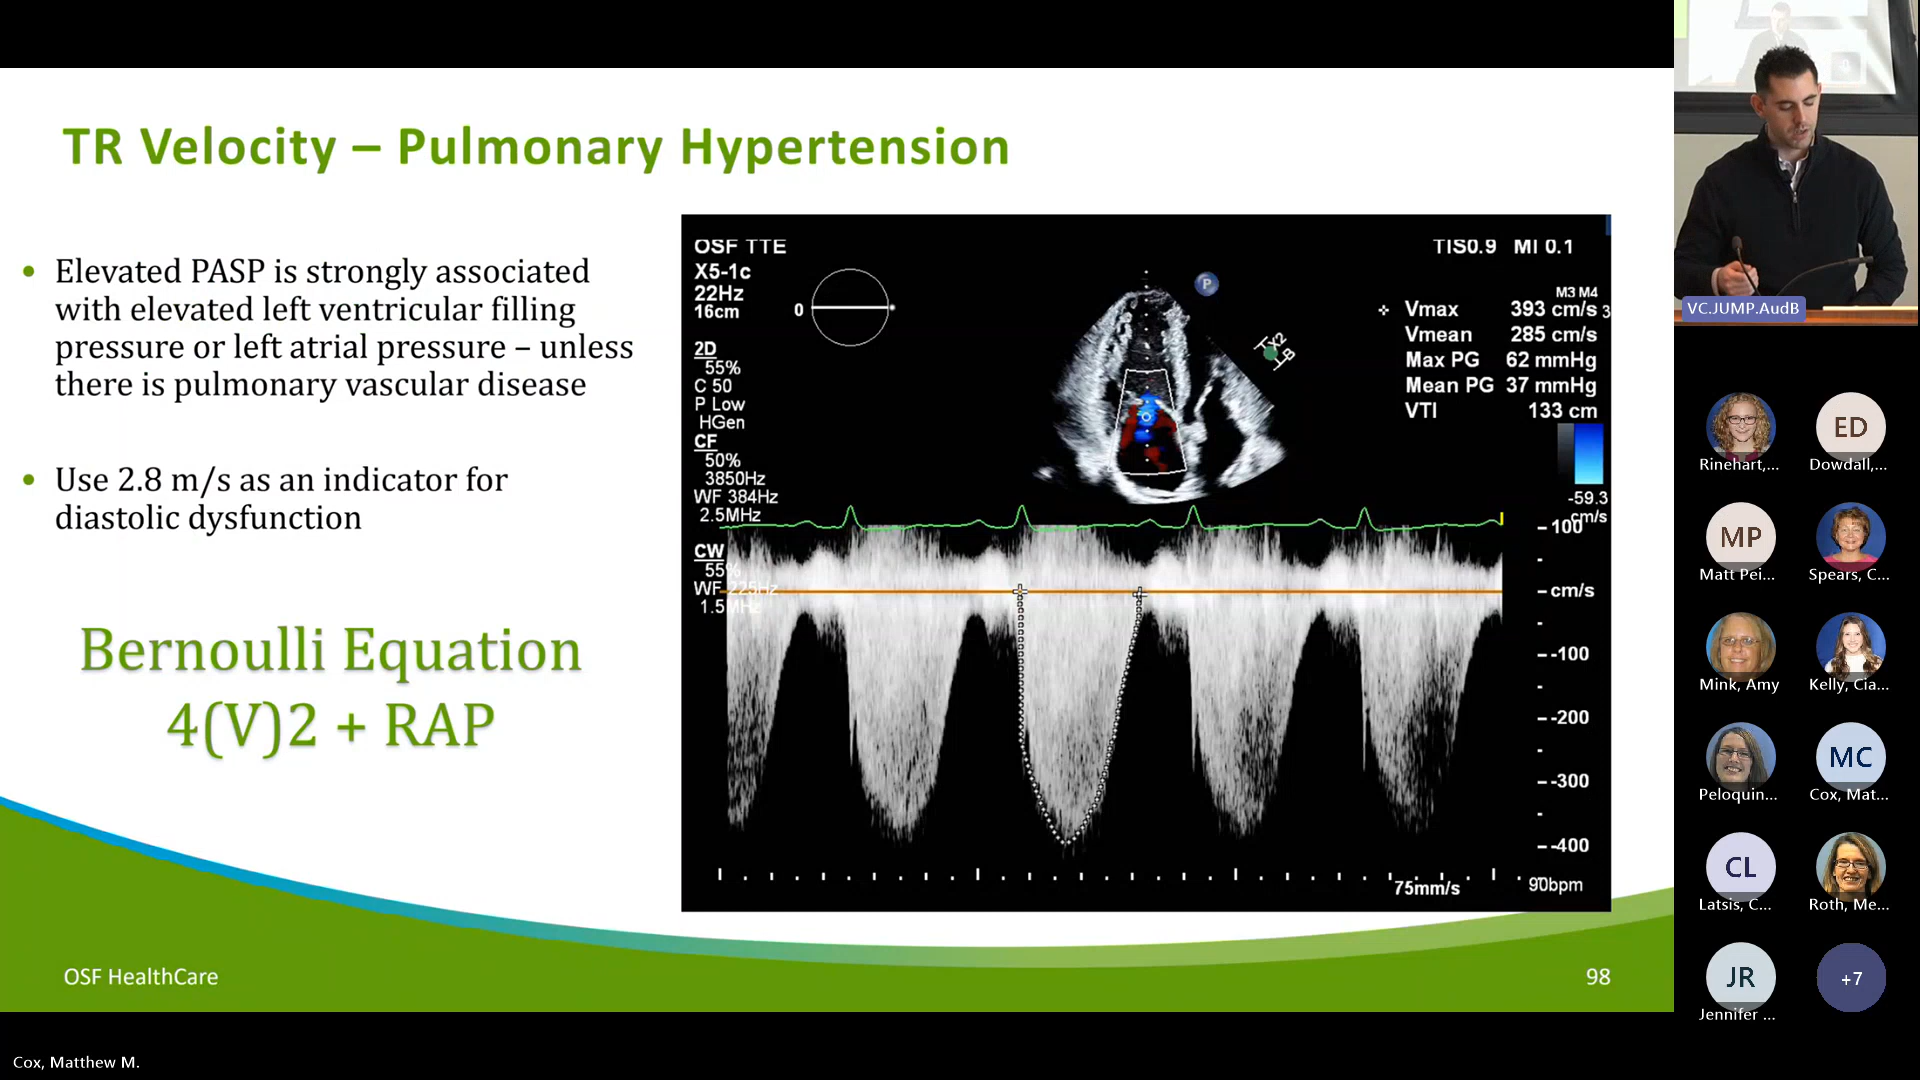 TR Velocity – Pulmonary Hypertension
• Elevated PASP is strongly associated
with elevated left ventricular filling
pressure or left atrial pressure – unless
there is pulmonary vascular disease
• Use 2.8 m/s as an indicator for
diastolic dysfunction
Bernoulli Equation
4(V)2 + RAP
OSF TTE
X5-1c
22Hz
16cm
0
2D
55%
C 50
P Low
HGen
CF
50%
3850Hz
WF 384Hz
2.5MHz
CW
55%
WF 225Hz
1.5MHz
P
TIS0.9 MI 0.1
M3 M4
Vmax 393 cm/s
Vmean 285 cm/s
Max PG 62 mmHg
Mean PG 37 mmHg
VTI 133 cm
-59.3
cm/s
100
cm/s
-100
-200
-300
-400
75mm/s
90bpm
OSF HealthCare
98
VC.JUMP.AudB
Rinehart,...
ED
Dowdall,...
MP
Matt Pei...
Spears, C...
Mink, Amy
Kelly, Cia...
Peloquin...
MC
Cox, Mat...
CL
Latsis, C...
Roth, Me...
JR
Jennifer ...
+7
Cox, Matthew M.